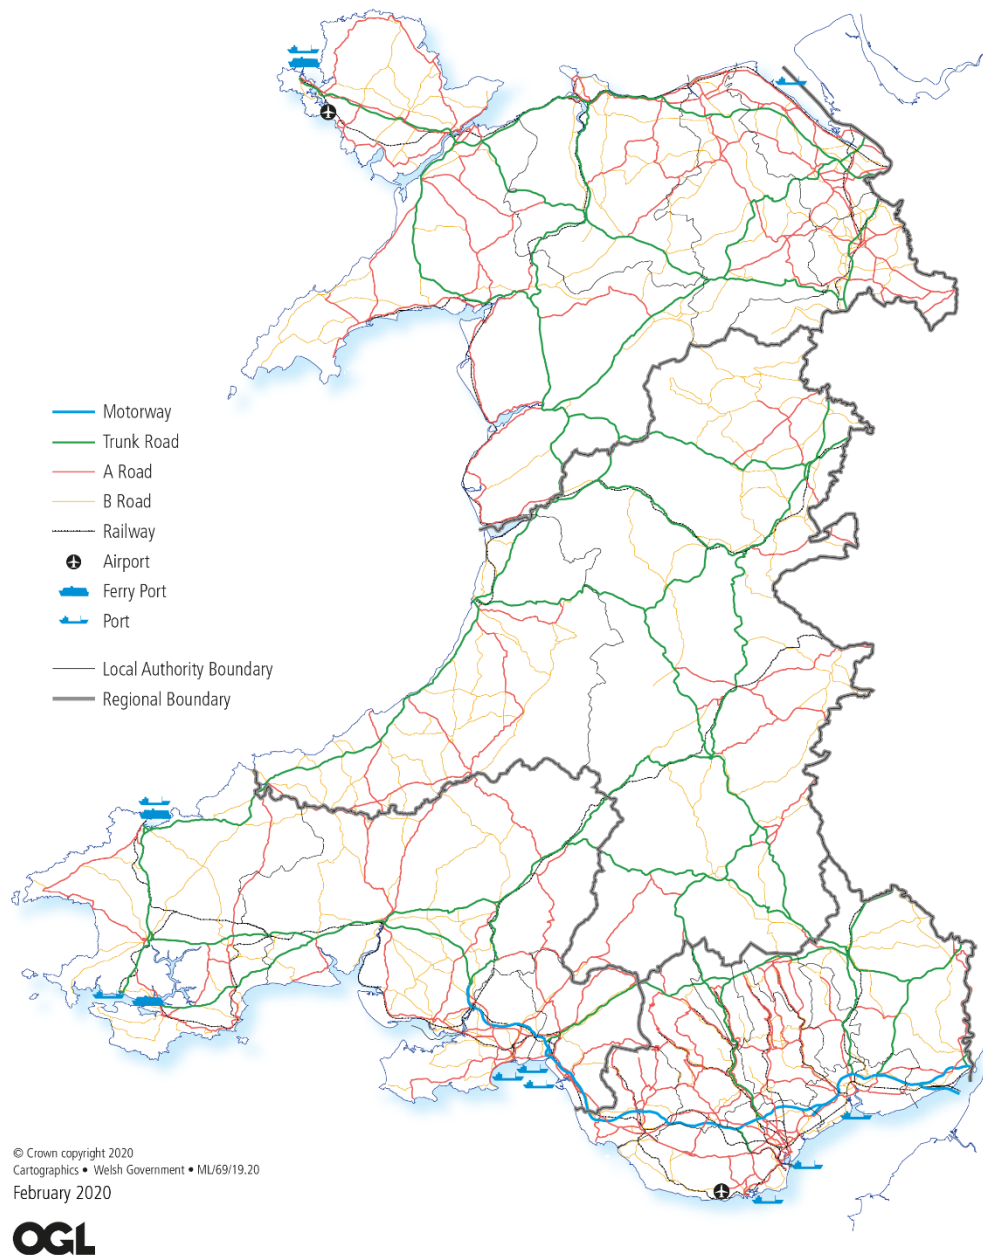 Motorway
Trunk Road
A Road
B Road
Railway
Airport
Ferry Port
Port
Local Authority Boundary
Regional Boundary
© Crown copyright 2020
Cartographics • Welsh Government • ML/69/19.20
February 2020
OGL